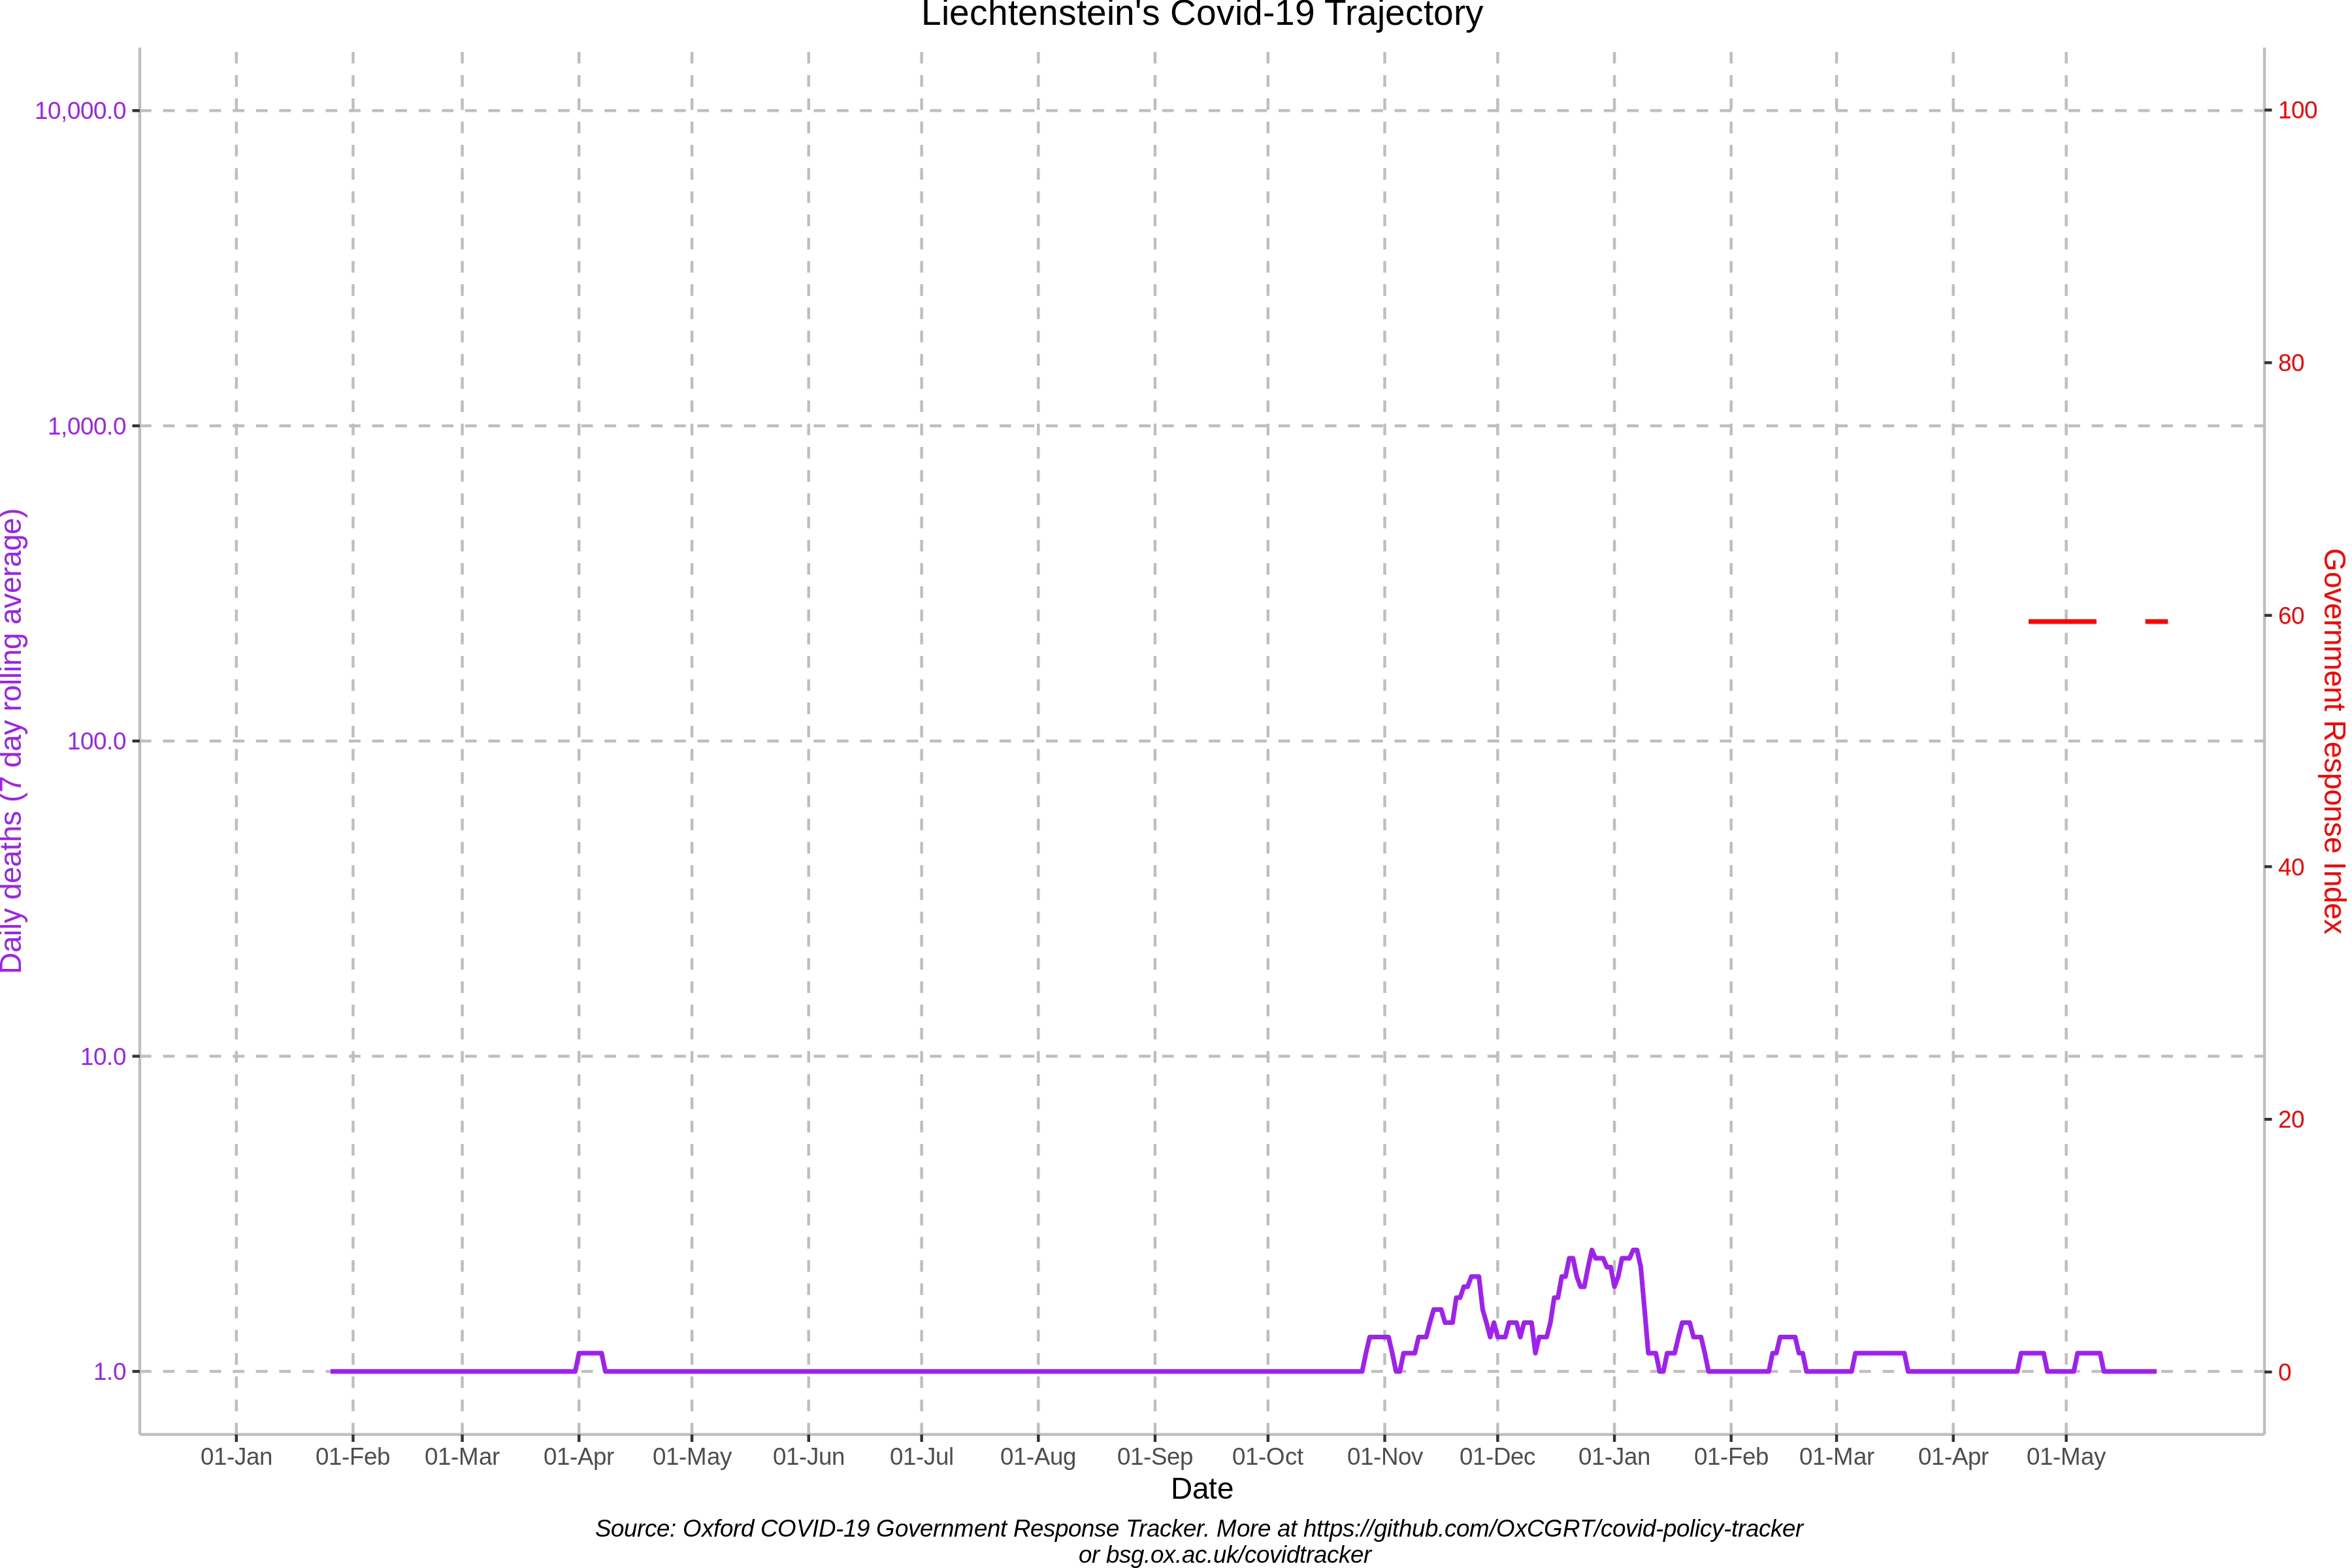 Liechtenstein's Covid-19 Trajectory
10,000.0
1,000.0
100.0
10.0
1.0
Daily deaths (7 day rolling average)
100
80
60
40
20
0
Government Response Index
01-Jan
01-Feb
01-Mar
01-Apr
01-May
01-Jun
01-Jul
01-Aug
01-Sep
01-Oct
01-Nov
01-Dec
01-Jan
01-Feb
01-Mar
01-Apr
01-May
Date
Source: Oxford COVID-19 Government Response Tracker. More at https://github.com/OxCGRT/covid-policy-tracker
or bsg.ox.ac.uk/covidtracker